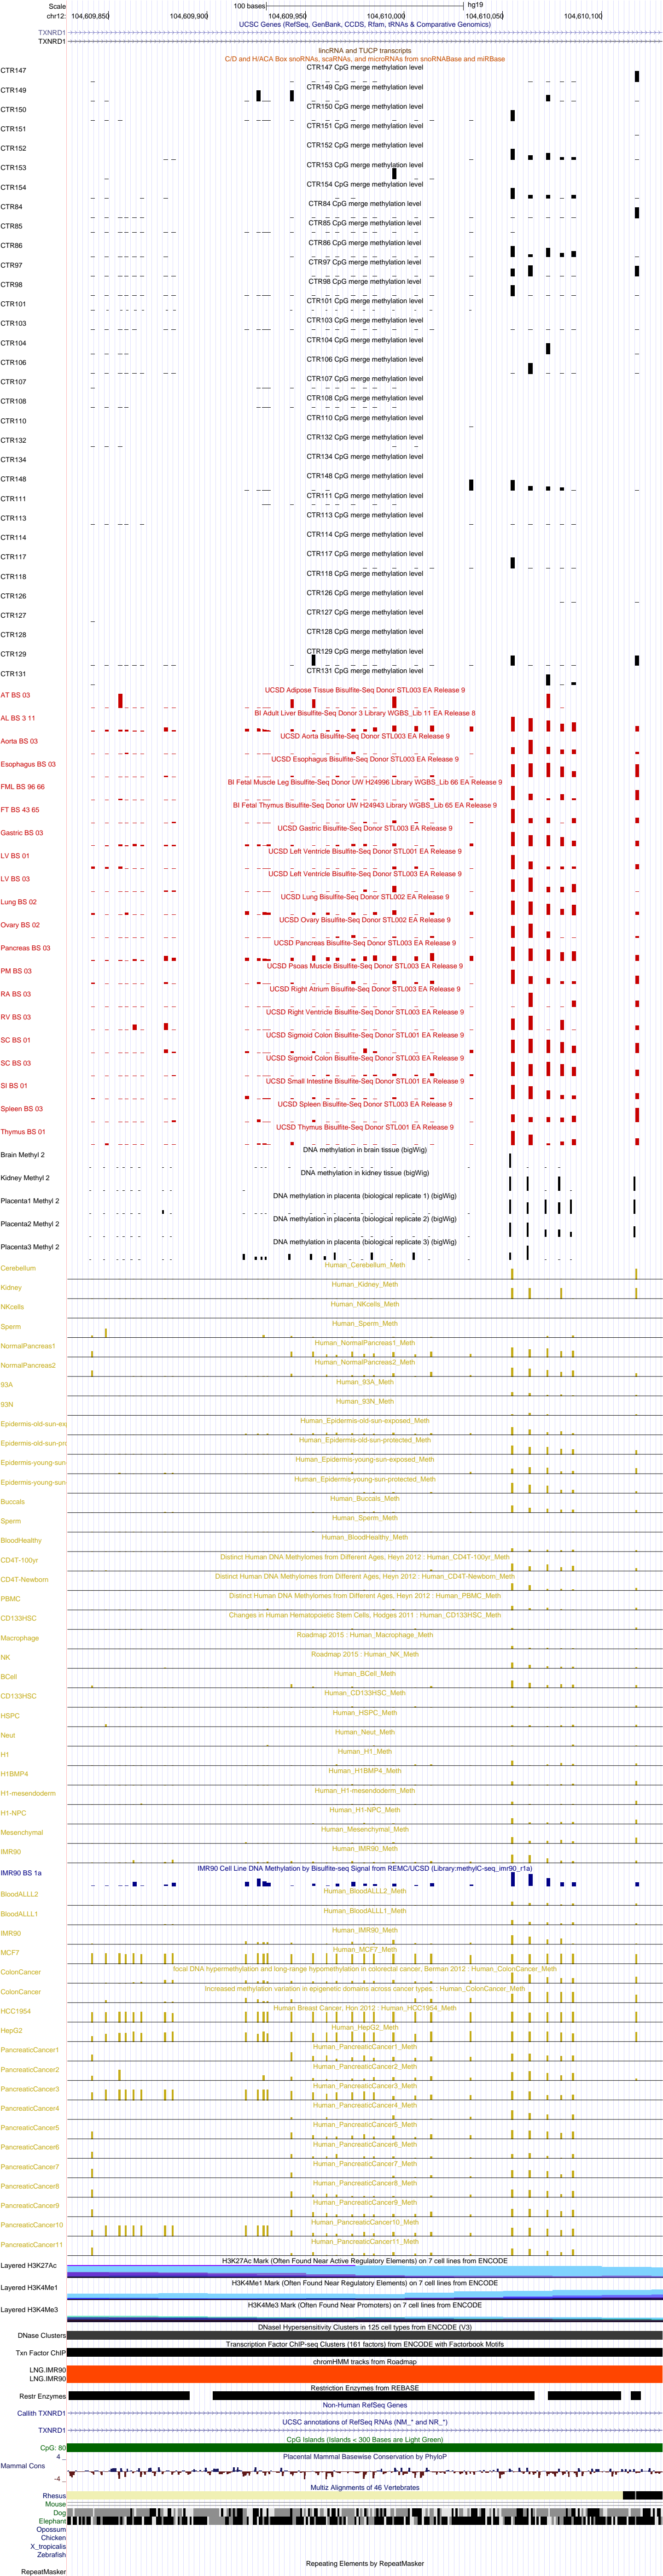 Scale 100 bases hg19
chr12: 104,609,850 104,609,900 104,609,950 104,610,000 104,610,050 104,610,100
UCSC Genes (RefSeq, GenBank, CCDS, Rfam, tRNAs & Comparative Genomics)
TXNRD1
TXNRD1
lincRNA and TUCP transcripts
C/D and H/ACA Box snoRNAs, scaRNAs, and microRNAs from snoRNABase and miRBase
CTR147 CTR147 CpG merge methylation level
CTR149 CTR149 CpG merge methylation level
CTR150 CTR150 CpG merge methylation level
CTR151 CTR151 CpG merge methylation level
CTR152 CTR152 CpG merge methylation level
CTR153 CTR153 CpG merge methylation level
CTR154 CTR154 CpG merge methylation level
CTR84 CTR84 CpG merge methylation level
CTR85 CTR85 CpG merge methylation level
CTR86 CTR86 CpG merge methylation level
CTR97 CTR97 CpG merge methylation level
CTR98 CTR98 CpG merge methylation level
CTR101 CTR101 CpG merge methylation level
CTR103 CTR103 CpG merge methylation level
CTR104 CTR104 CpG merge methylation level
CTR106 CTR106 CpG merge methylation level
CTR107 CTR107 CpG merge methylation level
CTR108 CTR108 CpG merge methylation level
CTR110 CTR110 CpG merge methylation level
CTR132 CTR132 CpG merge methylation level
CTR134 CTR134 CpG merge methylation level
CTR148 CTR148 CpG merge methylation level
CTR111 CTR111 CpG merge methylation level
CTR113 CTR113 CpG merge methylation level
CTR114 CTR114 CpG merge methylation level
CTR117 CTR117 CpG merge methylation level
CTR118 CTR118 CpG merge methylation level
CTR126 CTR126 CpG merge methylation level
CTR127 CTR127 CpG merge methylation level
CTR128 CTR128 CpG merge methylation level
CTR129 CTR129 CpG merge methylation level
CTR131 CTR131 CpG merge methylation level
AT BS 03 UCSD Adipose Tissue Bisulfite-Seq Donor STL003 EA Release 9
AL BS 3 11 BI Adult Liver Bisulfite-Seq Donor 3 Library WGBS_Lib 11 EA Release 8
Aorta BS 03 UCSD Aorta Bisulfite-Seq Donor STL003 EA Release 9
Esophagus BS 03 UCSD Esophagus Bisulfite-Seq Donor STL003 EA Release 9
FML BS 96 66 BI Fetal Muscle Leg Bisulfite-Seq Donor UW H24996 Library WGBS_Lib 66 EA Release 9
FT BS 43 65 BI Fetal Thymus Bisulfite-Seq Donor UW H24943 Library WGBS_Lib 65 EA Release 9
Gastric BS 03 UCSD Gastric Bisulfite-Seq Donor STL003 EA Release 9
LV BS 01 UCSD Left Ventricle Bisulfite-Seq Donor STL001 EA Release 9
LV BS 03 UCSD Left Ventricle Bisulfite-Seq Donor STL003 EA Release 9
Lung BS 02 UCSD Lung Bisulfite-Seq Donor STL002 EA Release 9
Ovary BS 02 UCSD Ovary Bisulfite-Seq Donor STL002 EA Release 9
Pancreas BS 03 UCSD Pancreas Bisulfite-Seq Donor STL003 EA Release 9
PM BS 03 UCSD Psoas Muscle Bisulfite-Seq Donor STL003 EA Release 9
RA BS 03 UCSD Right Atrium Bisulfite-Seq Donor STL003 EA Release 9
RV BS 03 UCSD Right Ventricle Bisulfite-Seq Donor STL003 EA Release 9
SC BS 01 UCSD Sigmoid Colon Bisulfite-Seq Donor STL001 EA Release 9
SC BS 03 UCSD Sigmoid Colon Bisulfite-Seq Donor STL003 EA Release 9
SI BS 01 UCSD Small Intestine Bisulfite-Seq Donor STL001 EA Release 9
Spleen BS 03 UCSD Spleen Bisulfite-Seq Donor STL003 EA Release 9
Thymus BS 01 UCSD Thymus Bisulfite-Seq Donor STL001 EA Release 9
Brain Methyl 2 DNA methylation in brain tissue (bigWig)
Kidney Methyl 2 DNA methylation in kidney tissue (bigWig)
Placenta1 Methyl 2 DNA methylation in placenta (biological replicate 1) (bigWig)
Placenta2 Methyl 2 DNA methylation in placenta (biological replicate 2) (bigWig)
Placenta3 Methyl 2 DNA methylation in placenta (biological replicate 3) (bigWig)
Cerebellum Human_Cerebellum_Meth
Kidney Human_Kidney_Meth
NKcells Human_NKcells_Meth
Sperm Human_Sperm_Meth
NormalPancreas1 Human_NormalPancreas1_Meth
NormalPancreas2 Human_NormalPancreas2_Meth
93A Human_93A_Meth
93N Human_93N_Meth
Epidermis-old-sun-ex Human_Epidermis-old-sun-exposed_Meth
Epidermis-old-sun-pr Human_Epidermis-old-sun-protected_Meth
Epidermis-young-sun Human_Epidermis-young-sun-exposed_Meth
Epidermis-young-sun Human_Epidermis-young-sun-protected_Meth
Buccals Human_Buccals_Meth
Sperm Human_Sperm_Meth
BloodHealthy Human_BloodHealthy_Meth
CD4T-100yr Distinct Human DNA Methylomes from Different Ages, Heyn 2012 : Human_CD4T-100yr_Meth
CD4T-Newborn Distinct Human DNA Methylomes from Different Ages, Heyn 2012 : Human_CD4T-Newborn_Meth
PBMC Distinct Human DNA Methylomes from Different Ages, Heyn 2012 : Human_PBMC_Meth
CD133HSC Changes in Human Hematopoietic Stem Cells, Hodges 2011 : Human_CD133HSC_Meth
Macrophage Roadmap 2015 : Human_Macrophage_Meth
NK Roadmap 2015 : Human_NK_Meth
BCell Human_BCell_Meth
CD133HSC Human_CD133HSC_Meth
HSPC Human_HSPC_Meth
Neut Human_Neut_Meth
H1 Human_H1_Meth
H1BMP4 Human_H1BMP4_Meth
H1-mesendoderm Human_H1-mesendoderm_Meth
H1-NPC Human_H1-NPC_Meth
Mesenchymal Human_Mesenchymal_Meth
IMR90 Human_IMR90_Meth
IMR90 BS 1a IMR90 Cell Line DNA Methylation by Bisulfite-seq Signal from REMC/UCSD (Library:methylC-seq_imr90_r1a)
BloodALLL2 Human_BloodALLL2_Meth
BloodALLL1 Human_BloodALLL1_Meth
IMR90 Human_IMR90_Meth
MCF7 Human_MCF7_Meth
ColonCancer focal DNA hypermethylation and long-range hypomethylation in colorectal cancer, Berman 2012 : Human_ColonCancer_Meth
ColonCancer Increased methylation variation in epigenetic domains across cancer types. : Human_ColonCancer_Meth
HCC1954 Human Breast Cancer, Hon 2012 : Human_HCC1954_Meth
HepG2 Human_HepG2_Meth
PancreaticCancer1 Human_PancreaticCancer1_Meth
PancreaticCancer2 Human_PancreaticCancer2_Meth
PancreaticCancer3 Human_PancreaticCancer3_Meth
PancreaticCancer4 Human_PancreaticCancer4_Meth
PancreaticCancer5 Human_PancreaticCancer5_Meth
PancreaticCancer6 Human_PancreaticCancer6_Meth
PancreaticCancer7 Human_PancreaticCancer7_Meth
PancreaticCancer8 Human_PancreaticCancer8_Meth
PancreaticCancer9 Human_PancreaticCancer9_Meth
PancreaticCancer10 Human_PancreaticCancer10_Meth
PancreaticCancer11 Human_PancreaticCancer11_Meth
H3K27Ac Mark (Often Found Near Active Regulatory Elements) on 7 cell lines from ENCODE
Layered H3K27Ac
H3K4Me1 Mark (Often Found Near Regulatory Elements) on 7 cell lines from ENCODE
Layered H3K4Me1
H3K4Me3 Mark (Often Found Near Promoters) on 7 cell lines from ENCODE
Layered H3K4Me3
DNaseI Hypersensitivity Clusters in 125 cell types from ENCODE (V3)
DNase Clusters
Transcription Factor ChIP-seq Clusters (161 factors) from ENCODE with Factorbook Motifs
Txn Factor ChIP
chromHMM tracks from Roadmap
LNG.IMR90
LNG.IMR90
Restriction Enzymes from REBASE
Restr Enzymes
Non-Human RefSeq Genes
Callith TXNRD1
UCSC annotations of RefSeq RNAs (NM_* and NR_*)
TXNRD1
CpG Islands (Islands < 300 Bases are Light Green)
CpG: 80
Placental Mammal Basewise Conservation by PhyloP
4 _
Mammal Cons
-4 _
Multiz Alignments of 46 Vertebrates
Rhesus
Mouse
Dog
Elephant
Opossum
Chicken
X_tropicalis
Zebrafish
Repeating Elements by RepeatMasker
RepeatMasker